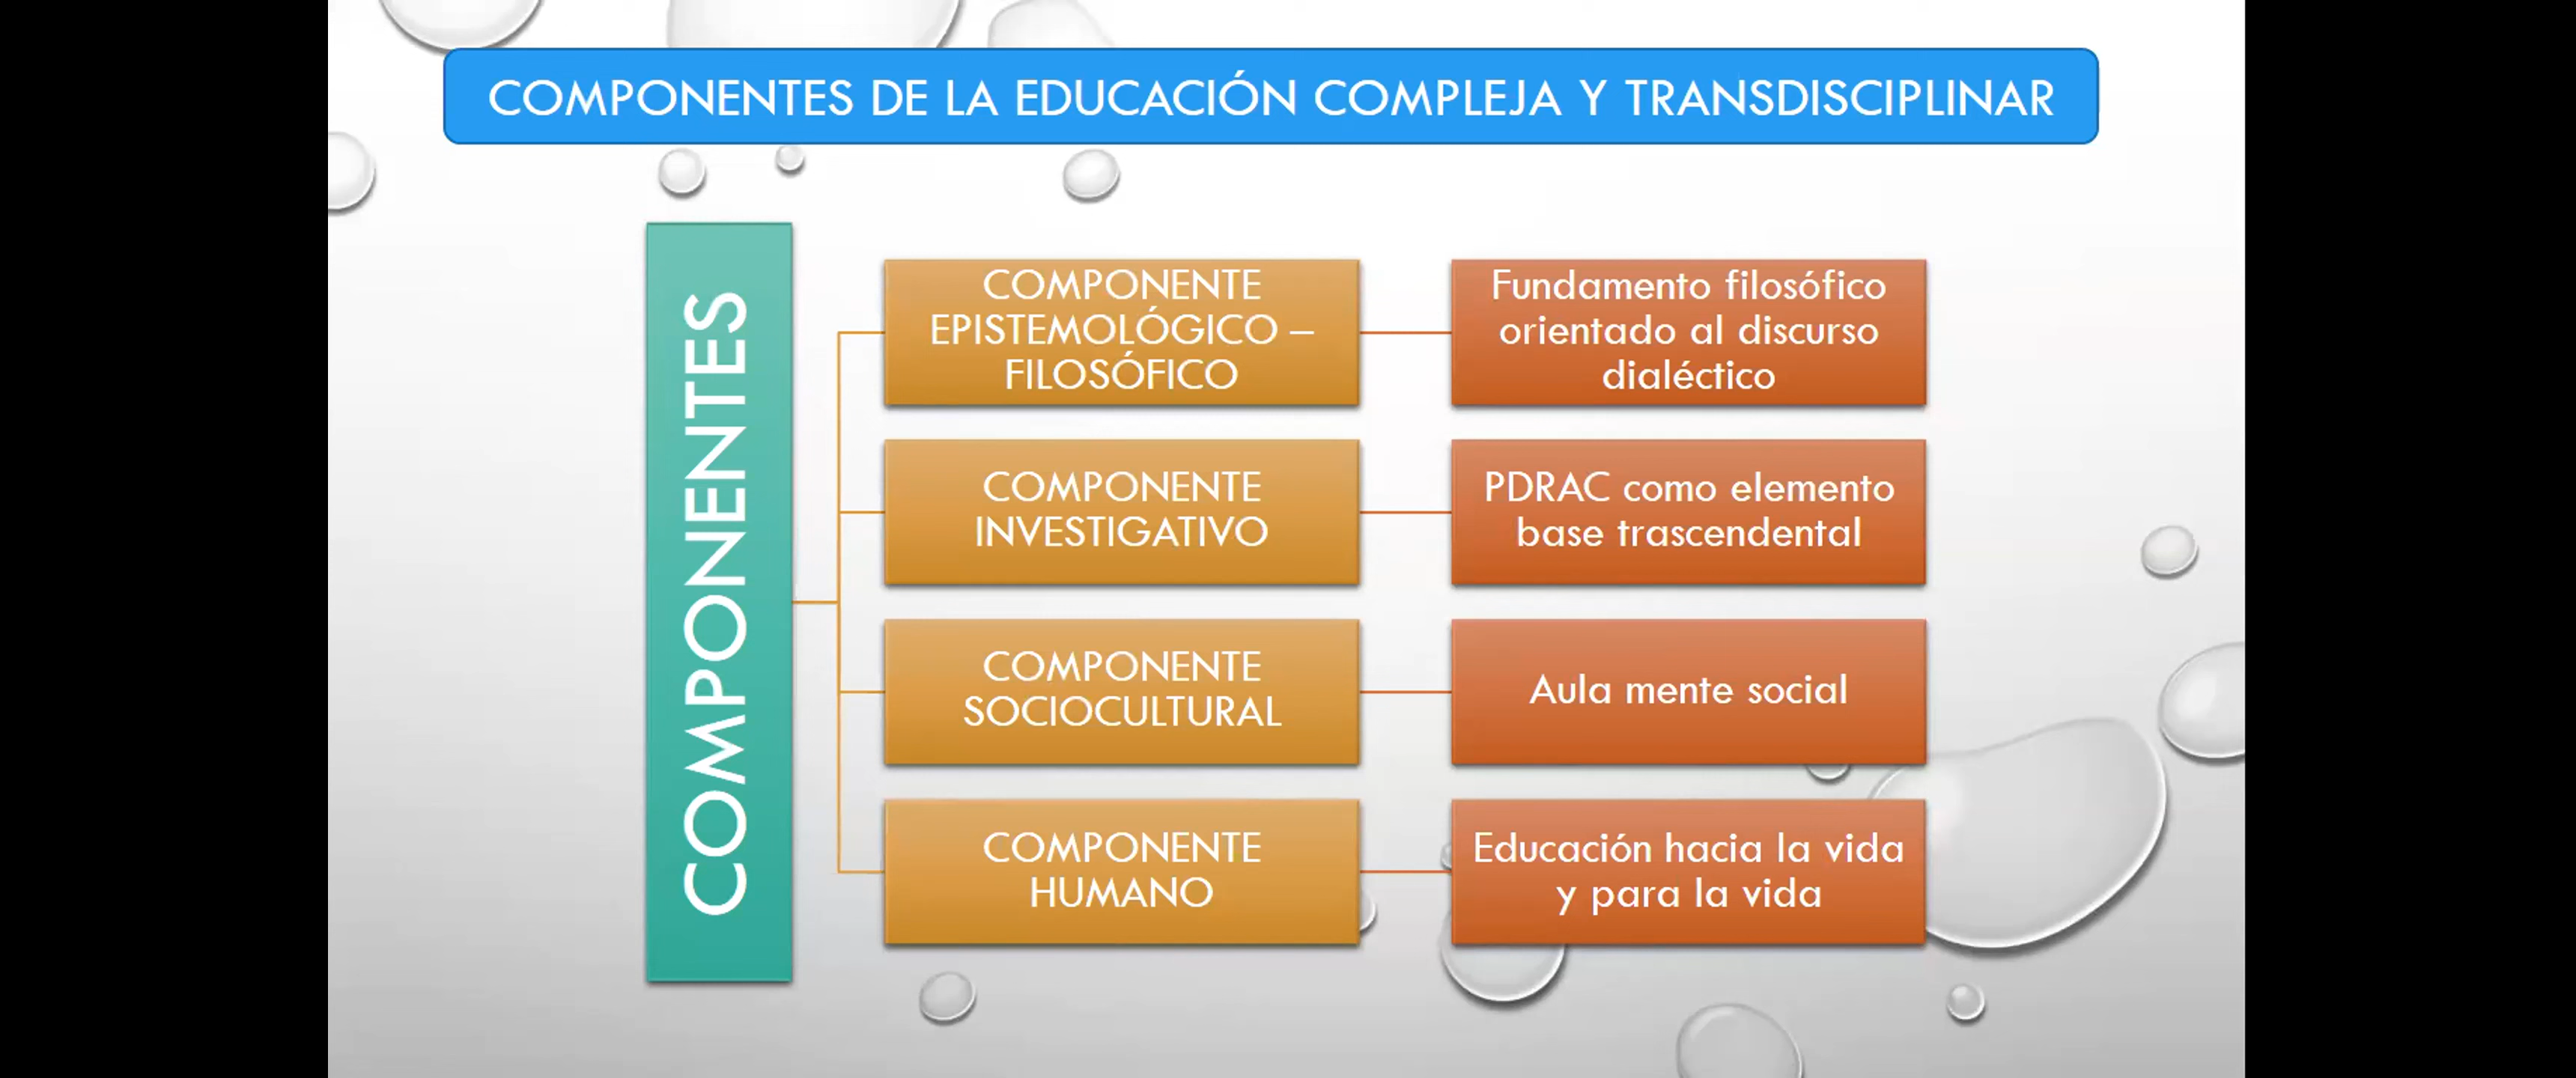 COMPONENTES DE LA EDUCACIÓN COMPLEJA Y TRANSDISCIPLINAR
COMPONENTES
COMPONENTE
EPISTEMOLÓGICO –
FILOSÓFICO
Fundamento filosófico
orientado al discurso
dialéctico
COMPONENTE
INVESTIGATIVO
PDRAC como elemento
base trascendental
COMPONENTE
SOCIOCULTURAL
Aula mente social
COMPONENTE
HUMANO
Educación hacia la vida
y para la vida